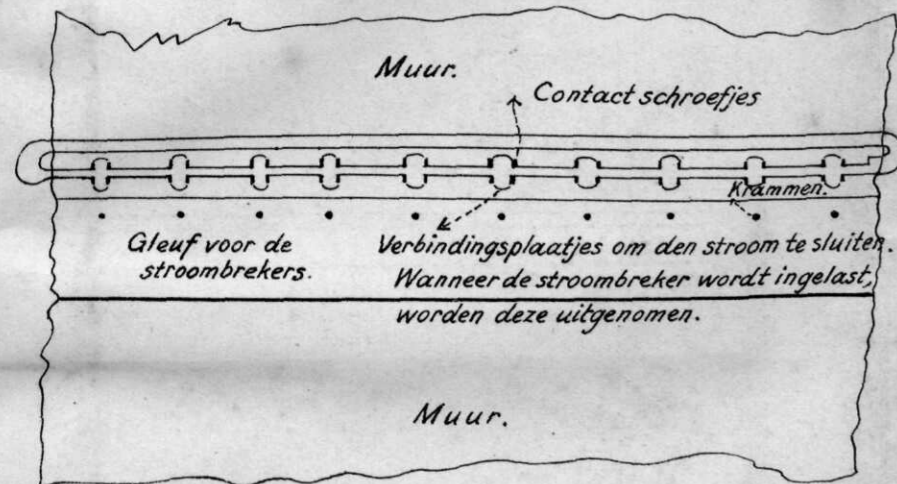 Muur.
Contact schroefjes
Krammen.
Gleuf voor de
stroombrekers.
Verbindingsplaatjes om den stroom te sluiten.
Wanneer de stroombreker wordt ingelast,
worden deze uitgenomen.
Muur.